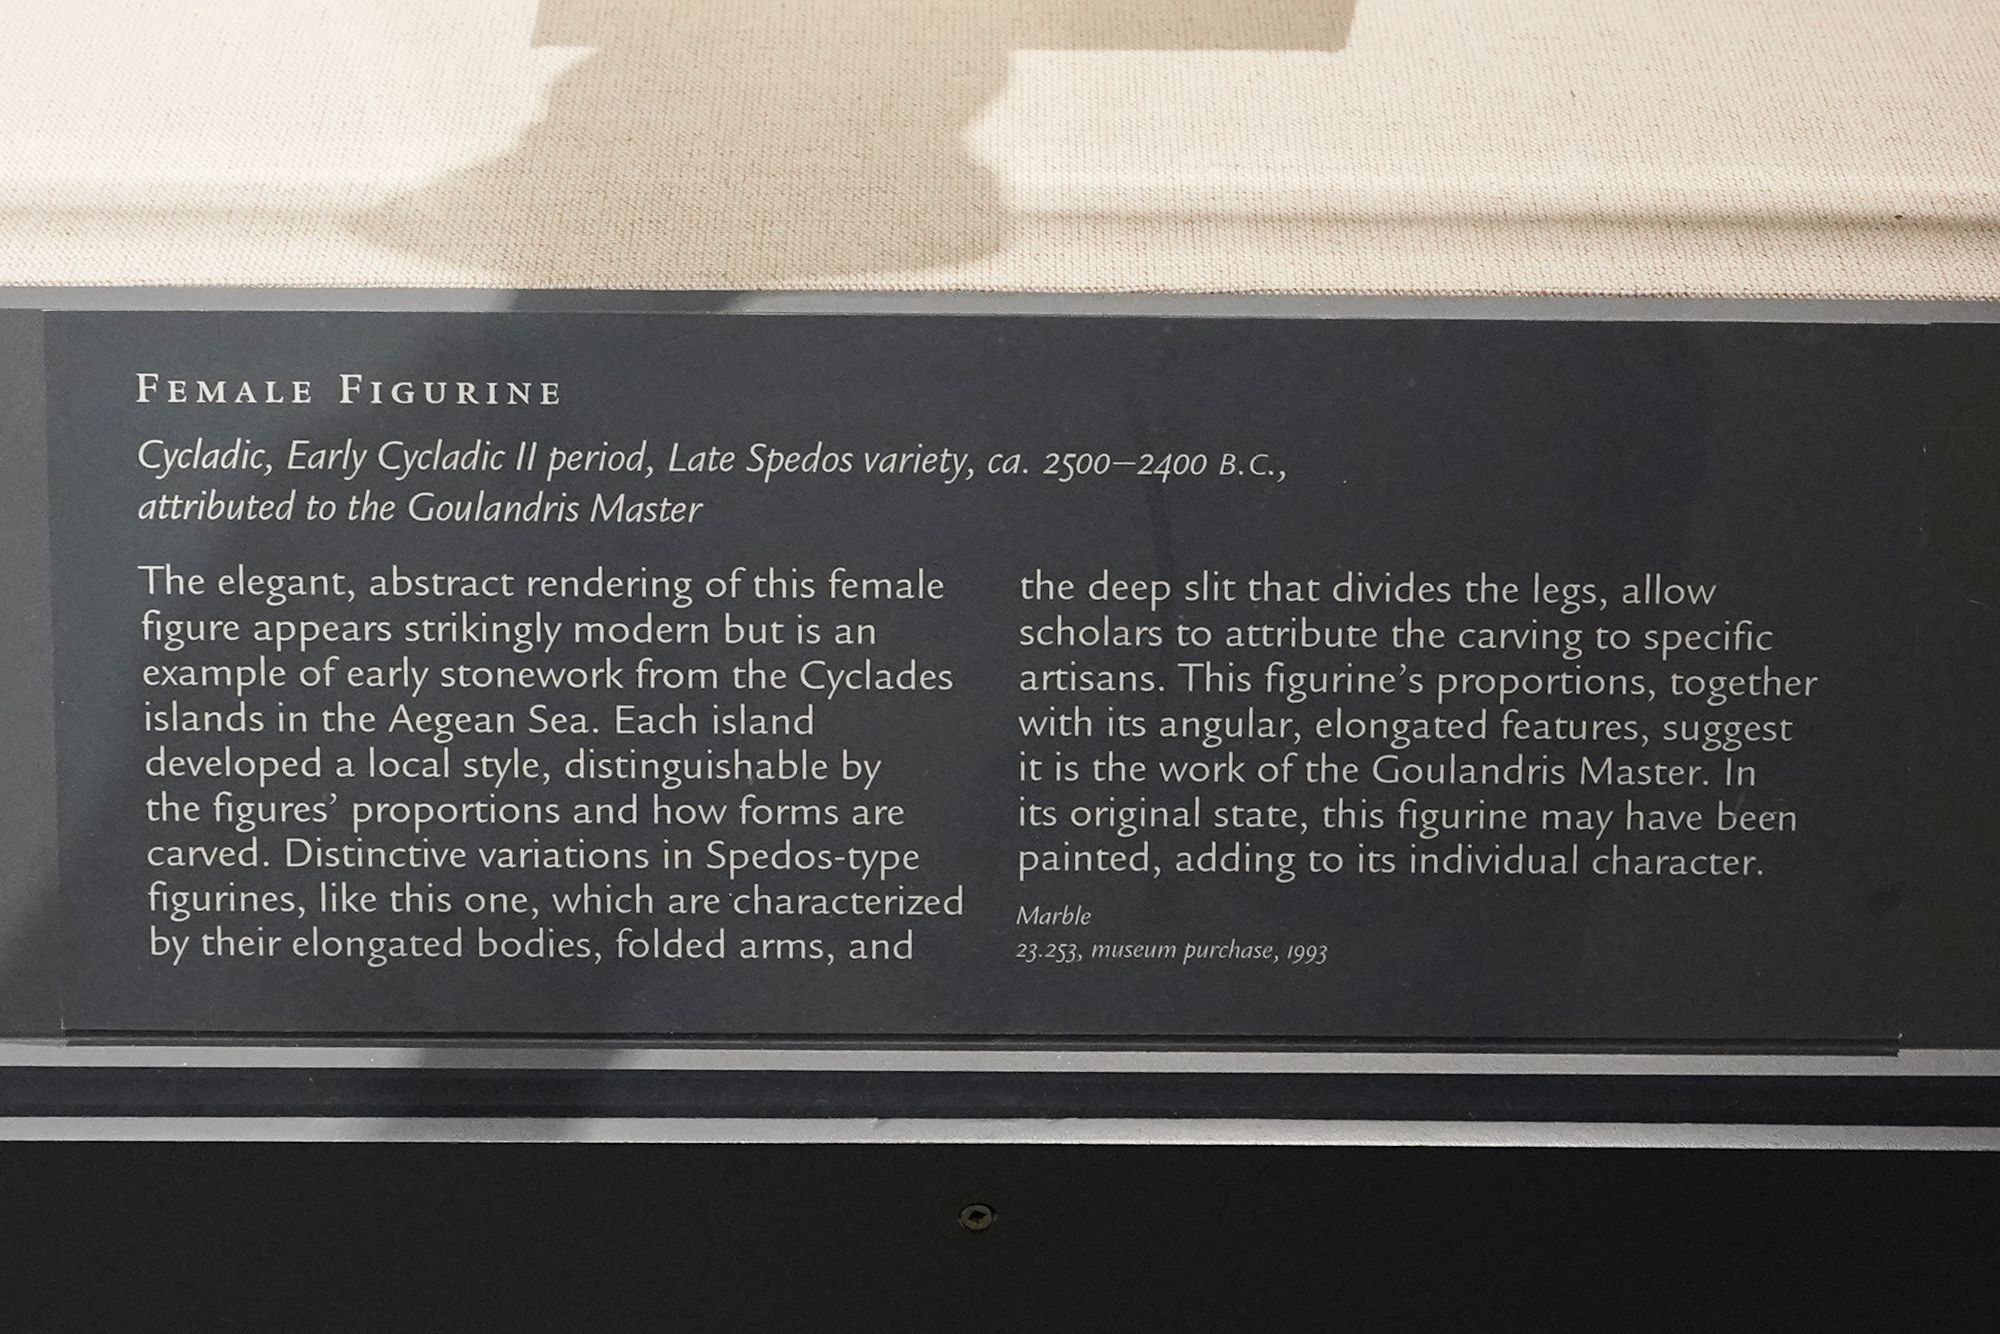 FEMALE FIGURINE
Cycladic, Early Cycladic II period, Late Spedos variety, ca. 2500–2400 B.C.,
attributed to the Goulandris Master
The elegant, abstract rendering of this female
figure appears strikingly modern but is an
example of early stonework from the Cyclades
islands in the Aegean Sea. Each island
developed a local style, distinguishable by
the figures’ proportions and how forms are
carved. Distinctive variations in Spedos-type
figurines, like this one, which are characterized
by their elongated bodies, folded arms, and
the deep slit that divides the legs, allow
scholars to attribute the carving to specific
artisans. This figurine’s proportions, together
with its angular, elongated features, suggest
it is the work of the Goulandris Master. In
its original state, this figurine may have been
painted, adding to its individual character.
Marble
23.253, museum purchase, 1993